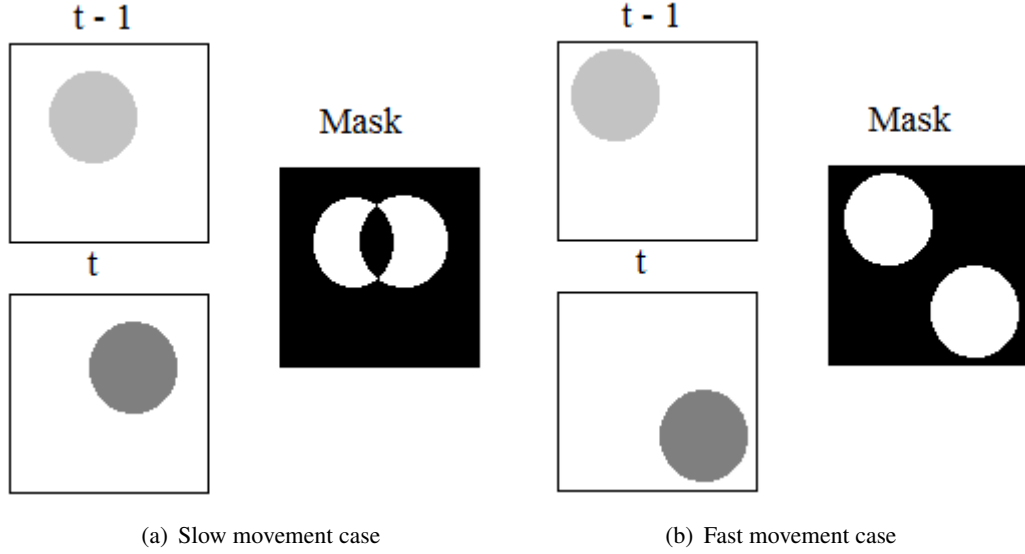 t - 1
Mask
t
(a) Slow movement case
t - 1
Mask
t
(b) Fast movement case